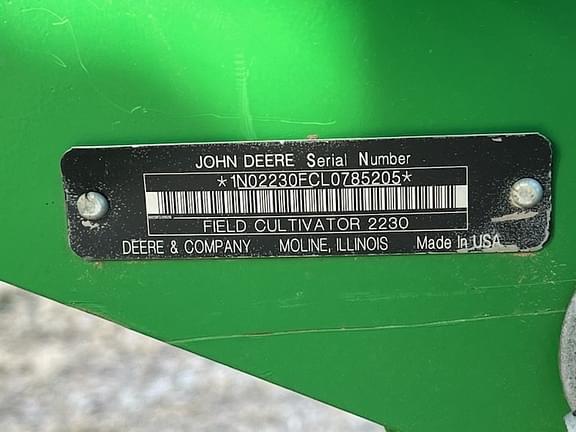 JOHN DEERE Serial Number
*1N02230FCL0785205*
FIELD CULTIVATOR 2230
DEERE & COMPANY MOLINE, ILLINOIS Made In USA